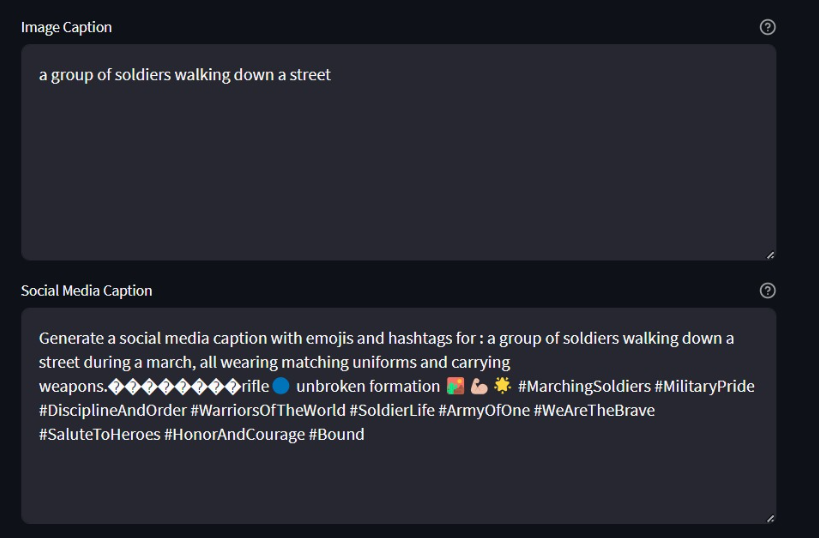 Image Caption
a group of soldiers walking down a street
Social Media Caption
Generate a social media caption with emojis and hashtags for : a group of soldiers walking down a
street during a march, all wearing matching uniforms and carrying
weapons.���������rifle🔵 unbroken formation 🌄 💪🏼 🌟 #MarchingSoldiers #MilitaryPride
#DisciplineAndOrder #WarriorsOfTheWorld #SoldierLife #ArmyOfOne #WeAreTheBrave
#SaluteToHeroes #HonorAndCourage #Bound